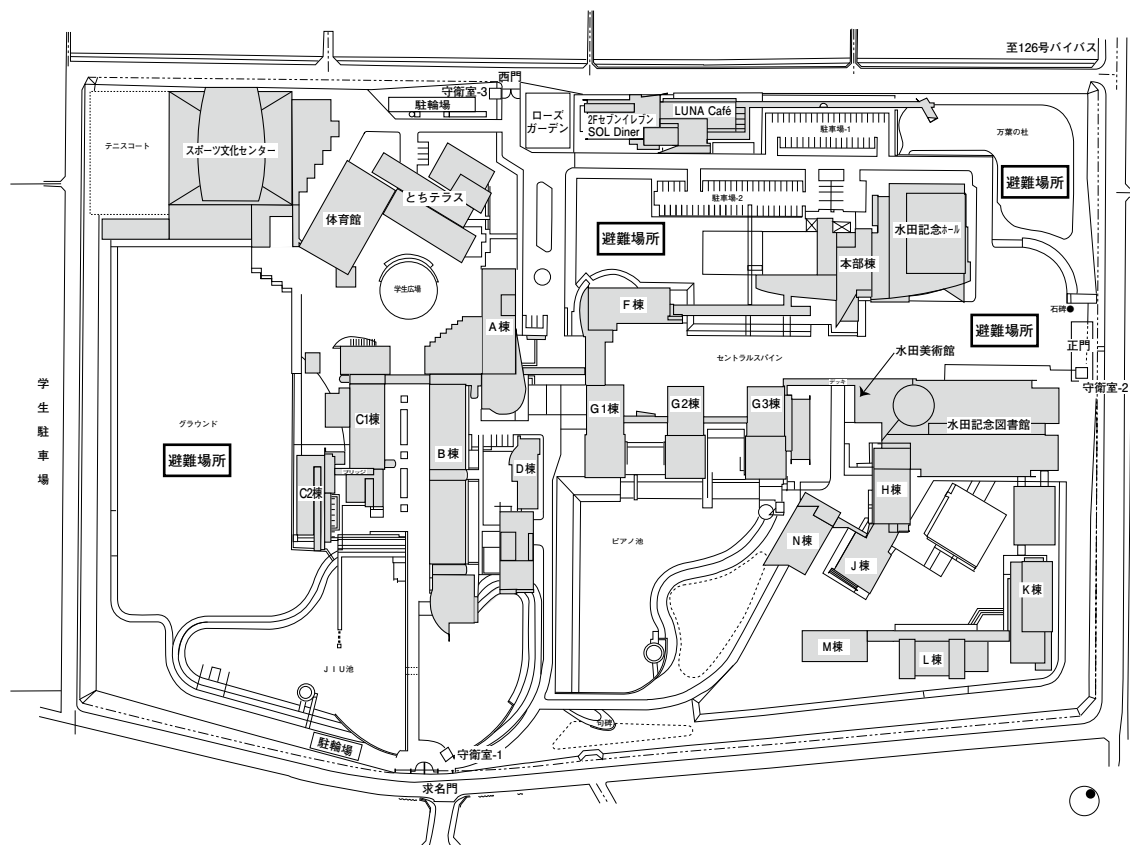 至126号バイパス
西門
守衛室-3
駐輪場
ローズ
ガーデン
2Fセブンイレブン
SOL Diner
LUNA Café
駐車場-1
万葉の杜
避難場所
テニスコート
スポーツ文化センター
体育館
とちテラス
駐車場-2
避難場所
水田記念ホール
本部棟
学生広場
A棟
F棟
石碑
避難場所
正門
守衛室-2
セントラルスパイン
水田美術館
デッキ
学生駐車場
グラウンド
避難場所
C1棟
B棟
G1棟
G2棟
G3棟
水田記念図書館
ブリッジ
C2棟
D棟
H棟
ピアノ池
N棟
J棟
K棟
M棟
L棟
JIU池
句碑
駐輪場
守衛室-1
求名門